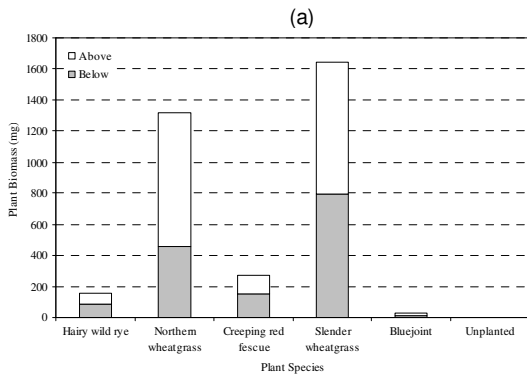 (a)
1800
1600
1400
1200
1000
800
600
400
200
0
Plant Biomass (mg)
Above
Below
Hairy wild rye
Northern
wheatgrass
Creeping red
fescue
Slender
wheatgrass
Bluejoint
Unplanted
Plant Species